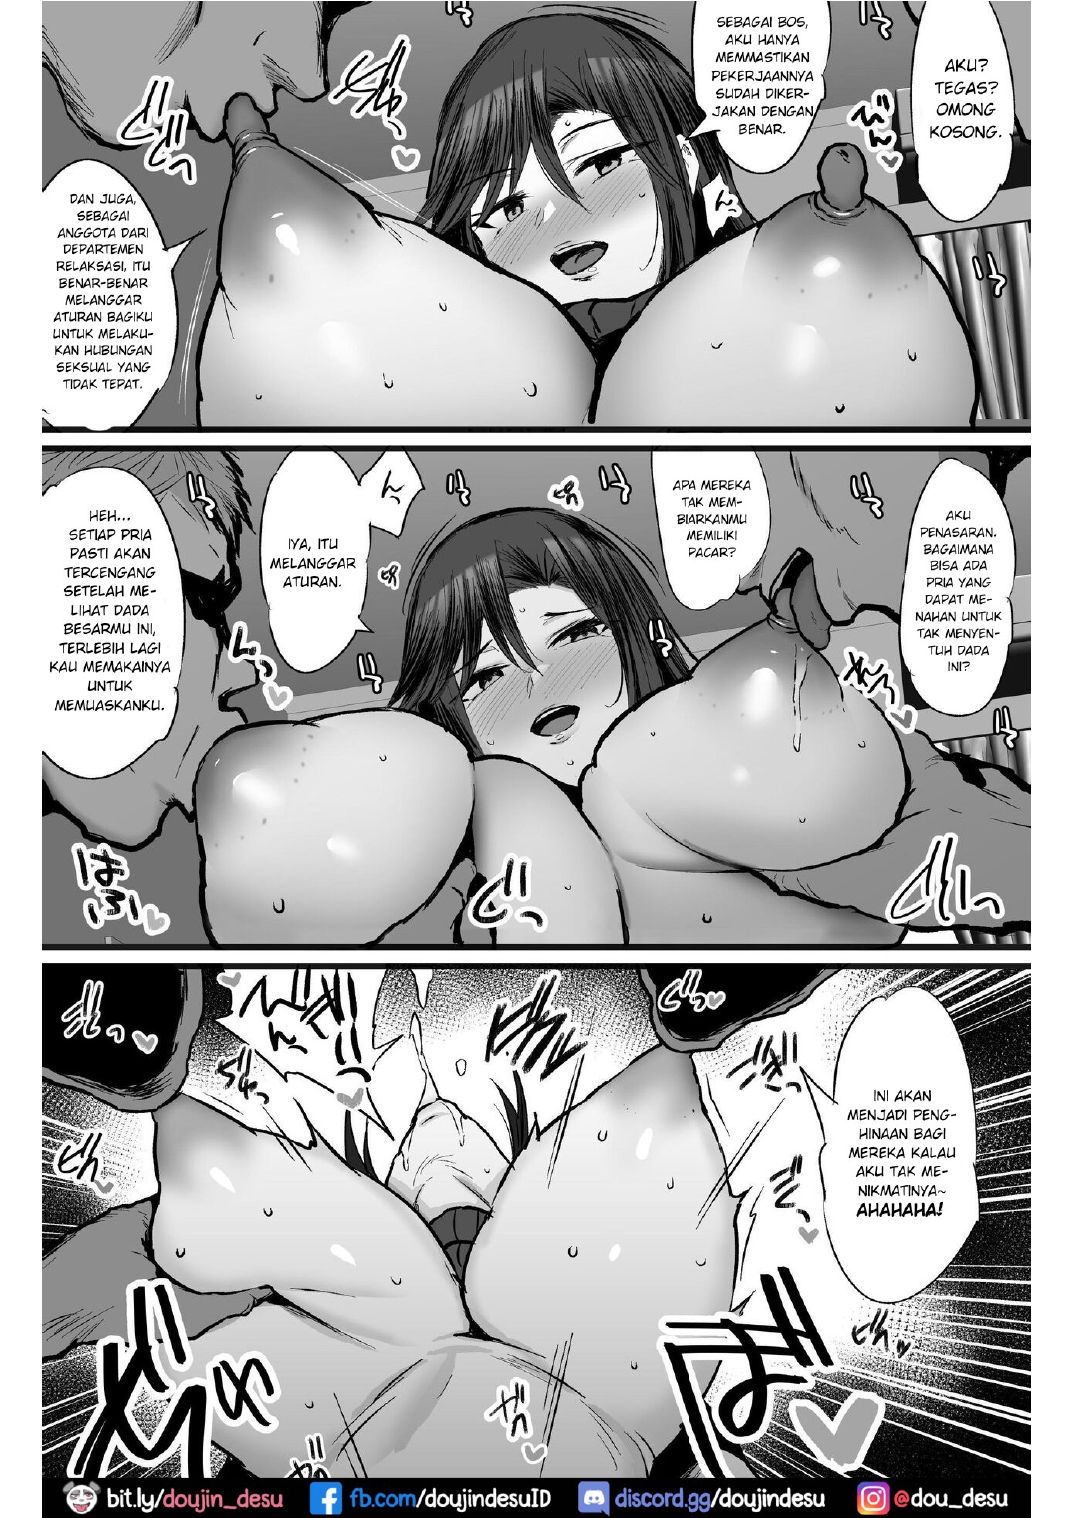 AKU?
TEGAS?
OMONG
KOSONG.
SEBAGAI BOS,
AKU HANYA
MEMMASTIKAN
PEKERJAANNYA
SUDAH DIKER-
JAKAN DENGAN
BENAR.
DAN JUGA,
SEBAGAI
ANGGOTA DARI
DEPARTEMEN
RELAKSASI, ITU
BENAR-BENAR
MELANGGAR
ATURAN BAGIKU
UNTUK MELAKU-
KAN HUBUNGAN
SEKSUAL YANG
TIDAK TEPAT.
AKU
PENASARAN.
BAGAIMANA
BISA ADA
PRIA YANG
DAPAT ME-
NAHAN UNTUK
TAK MENYEN-
TUH DADA
INI?
APA MEREKA
TAK MEM-
BIARKANMU
MEMILIKI
PACAR?
IYA, ITU
MELANGGAR
ATURAN.
HEH...
SETIAP PRIA
PASTI AKAN
TERCENGANG
SETELAH ME-
LIHAT DADA
BESARMU INI,
TERLEBIH LAGI
KAU MEMAKAINYA
UNTUK
MEMUASKANKU.
INI AKAN
MENJADI PENG-
HINAAN BAGI
MEREKA KALAU
AKU TAK ME-
NIKMATINYA~
AHAHAHA!
bit.ly/doujin_desu
fb.com/doujindesuID
discord.gg/doujindesu
@dou_desu